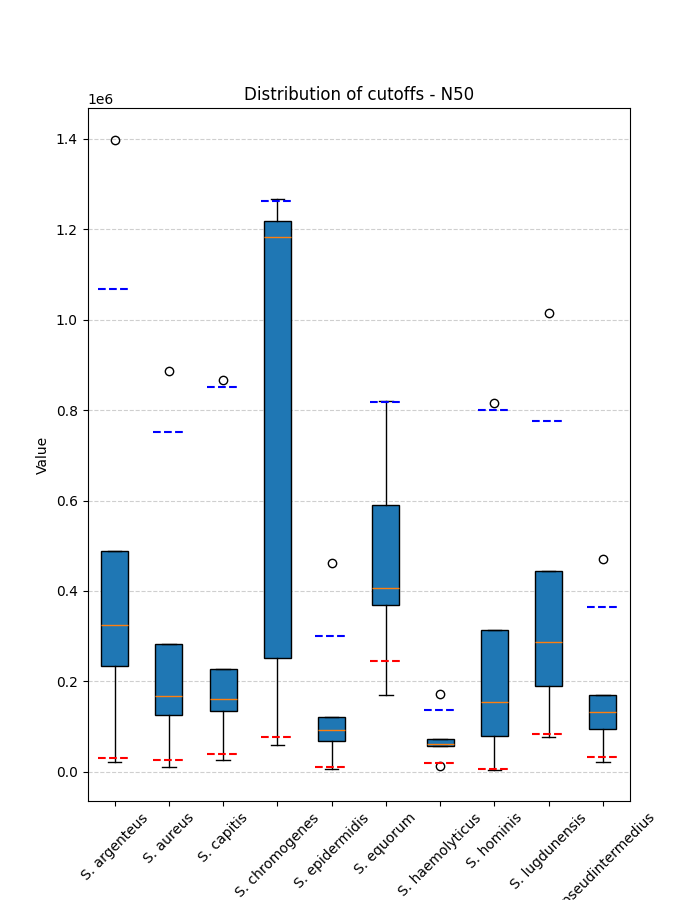 Distribution of cutoffs - N50
1e6
1.4
1.2
1.0
0.8
0.6
0.4
0.2
0.0
Value
S. argenteus
S. aureus
S. capitis
S. chromogenes
S. epidermidis
S. equorum
S. haemolyticus
S. hominis
S. lugdunensis
pseudintermedius